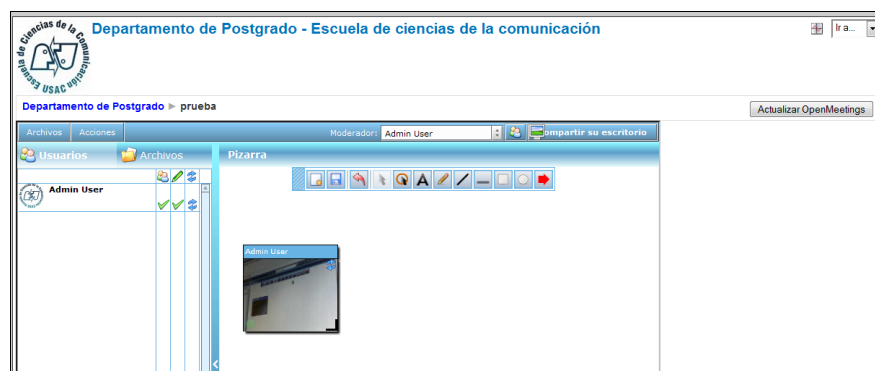 Escuela de Ciencias de la Comunicación
USAC
Departamento de Postgrado - Escuela de ciencias de la comunicación
Ir a...
Departamento de Postgrado ► prueba
Actualizar OpenMeetings
Archivos Acciones Moderador: Admin User ompartir su escritorio
Usuarios Archivos Pizarra
A
Admin User
Admin User